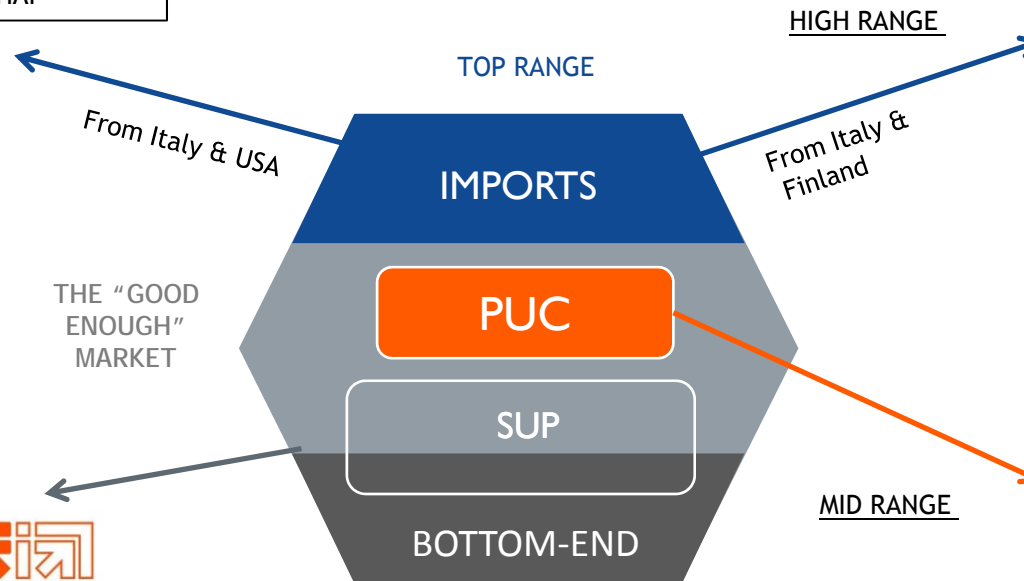 HIGH RANGE
TOP RANGE
From Italy & USA
From Italy &
Finland
IMPORTS
THE “GOOD
ENOUGH”
MARKET
PUC
SUP
MID RANGE
BOTTOM-END